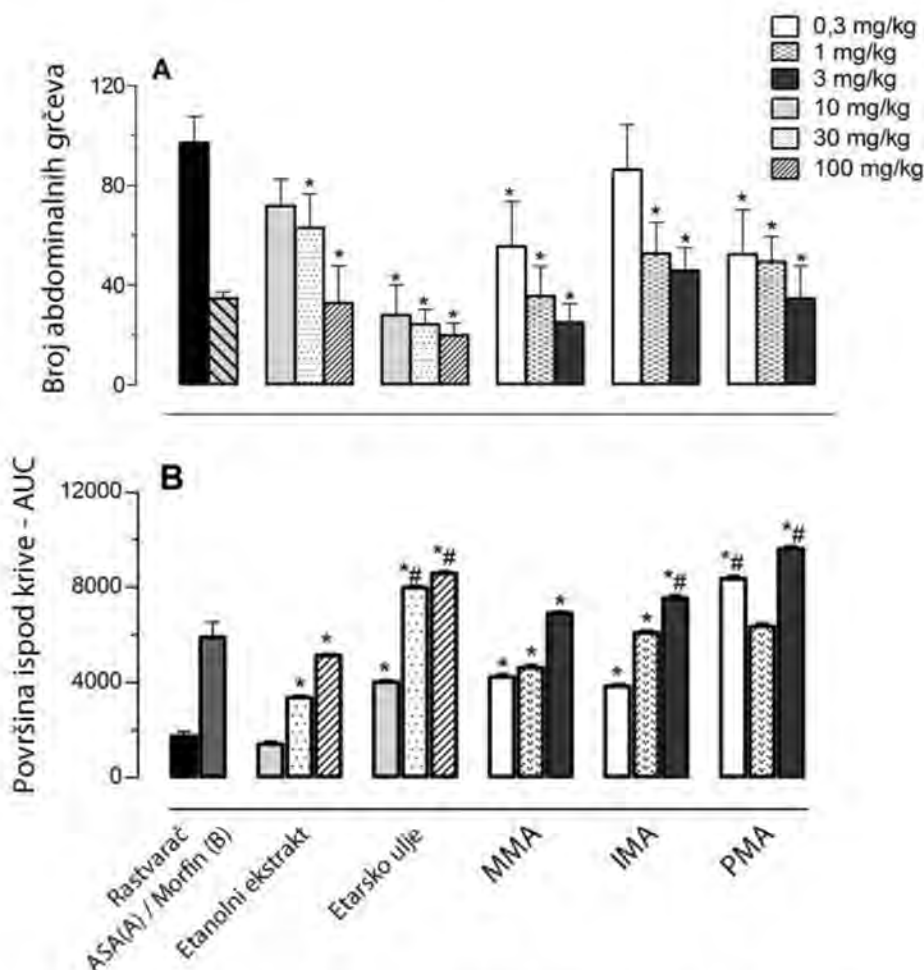 0,3 mg/kg
1 mg/kg
3 mg/kg
10 mg/kg
30 mg/kg
100 mg/kg
A
Broj abdominalnih grčeva
120
80
40
0
* *
* * *
* * *
* *
* * *
B
Površina ispod krive - AUC
12000
8000
4000
0
* *
* *# *#
* * *
* * *#
*# *#
Rastvarač
ASA(A) / Morfin (B)
Etanolni ekstrakt
Etarsko ulje
MMA
IMA
PMA